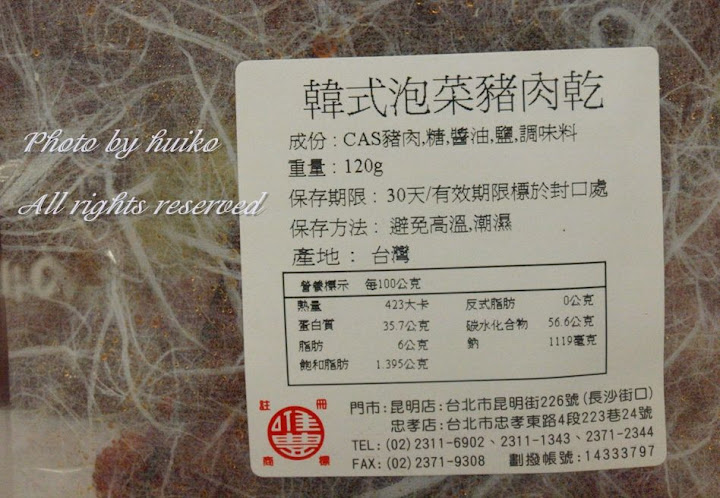 韓式泡菜豬肉乾
成份 : CAS豬肉,糖,醬油,鹽,調味料
重量 : 120g
保存期限 : 30天/有效期限標於封口處
保存方法 : 避免高溫,潮濕
產地 : 台灣
營養標示 每100公克
熱量 423大卡 反式脂肪 0公克
蛋白質 35.7公克 碳水化合物 56.6公克
脂肪 6公克 鈉 1119毫克
飽和脂肪 1.395公克
註冊
商標
門市:昆明店:台北市昆明街226號(長沙街口)
忠孝店:台北市忠孝東路4段223巷24號
TEL: (02) 2311-6902、2311-1343、2371-2344
FAX: (02) 2371-9308 劃撥帳號:14333797
Photo by huiko
All rights reserved